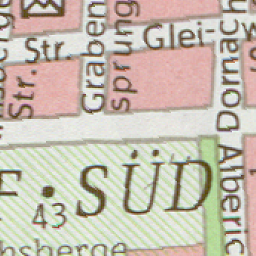 Str.
Glei-
Str.
Graben
sprung
Dornach
Alberic
F • SÜD
43
hsberge